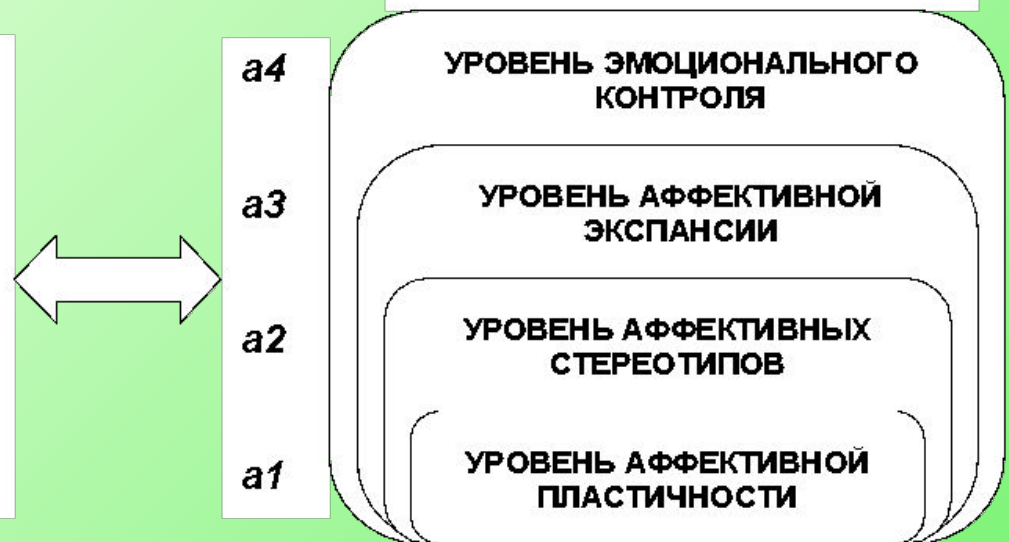 а4
УРОВЕНЬ ЭМОЦИОНАЛЬНОГО
КОНТРОЛЯ
а3
УРОВЕНЬ АФФЕКТИВНОЙ
ЭКСПАНСИИ
а2
УРОВЕНЬ АФФЕКТИВНЫХ
СТЕРЕОТИПОВ
а1
УРОВЕНЬ АФФЕКТИВНОЙ
ПЛАСТИЧНОСТИ